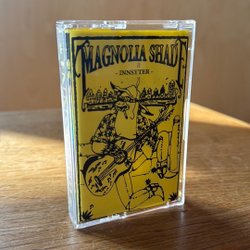 MAGNOLIA SHADE
- INNSYTER -